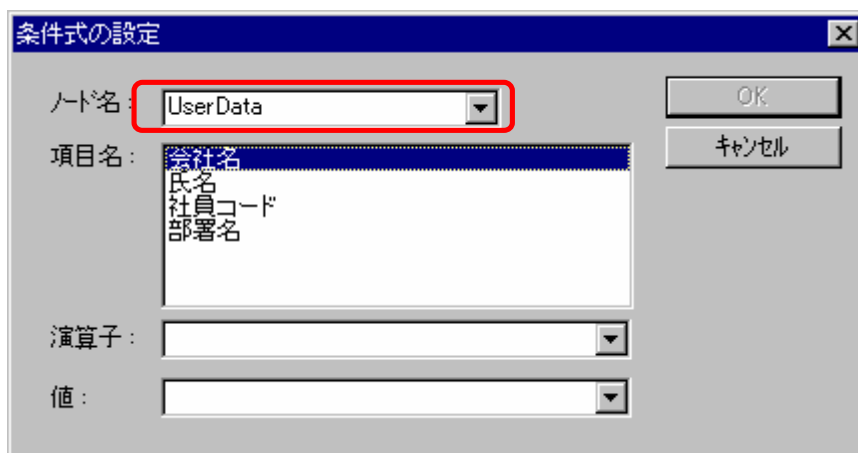 条件式の設定
ノード名： UserData
OK
キャンセル
項目名： 会社名
氏名
社員コード
部署名
演算子：
値：